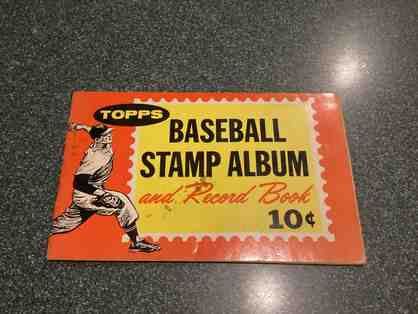 TOPPS
BASEBALL
STAMP ALBUM
and Record Book
10¢